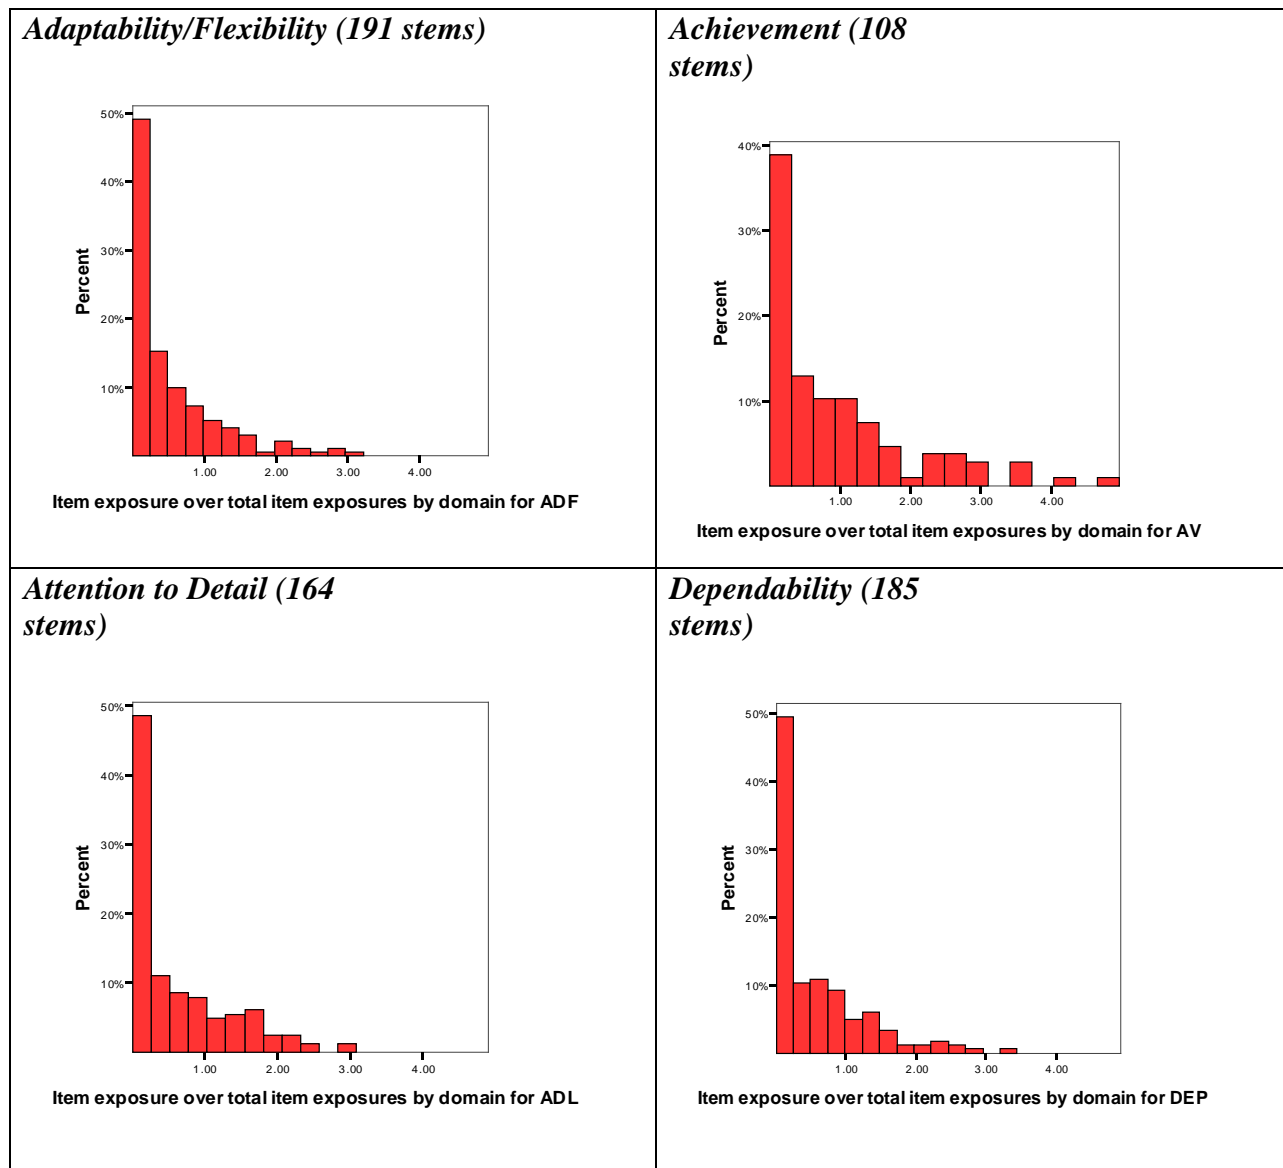 Adaptability/Flexibility (191 stems)
50%
40%
30%
20%
10%
Percent
1.00 2.00 3.00 4.00
Item exposure over total item exposures by domain for ADF
Achievement (108
stems)
40%
30%
20%
10%
Percent
1.00 2.00 3.00 4.00
Item exposure over total item exposures by domain for AV
Attention to Detail (164
stems)
50%
40%
30%
20%
10%
Percent
1.00 2.00 3.00 4.00
Item exposure over total item exposures by domain for ADL
Dependability (185
stems)
50%
40%
30%
20%
10%
Percent
1.00 2.00 3.00 4.00
Item exposure over total item exposures by domain for DEP